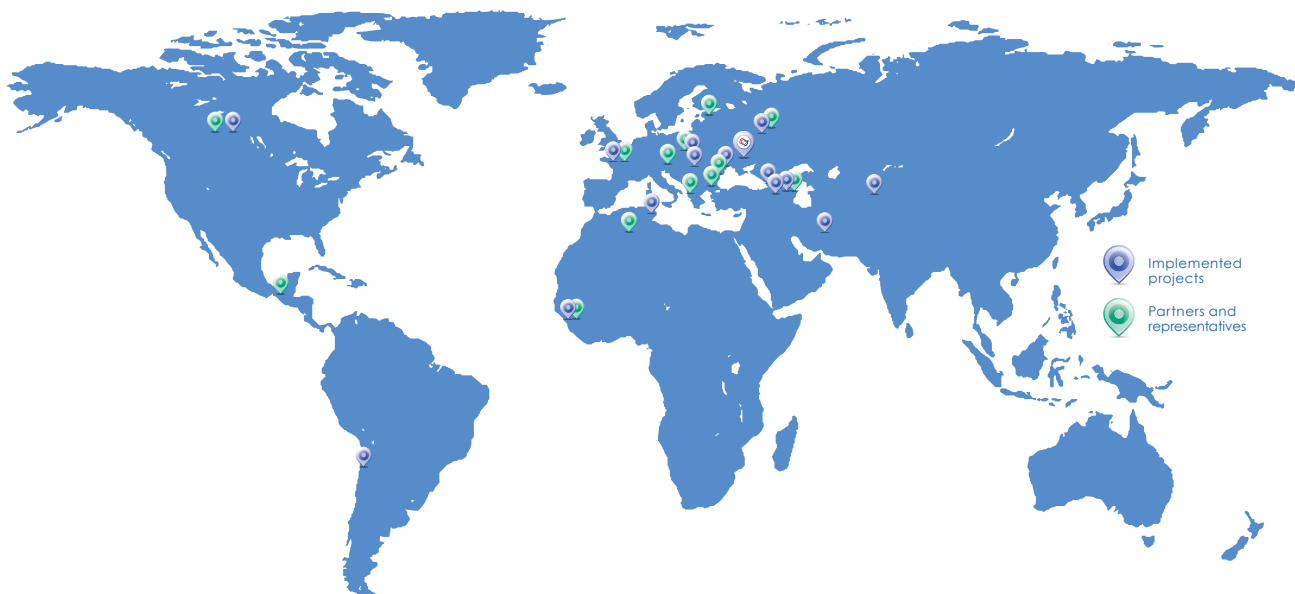 Implemented
projects
Partners and
representatives